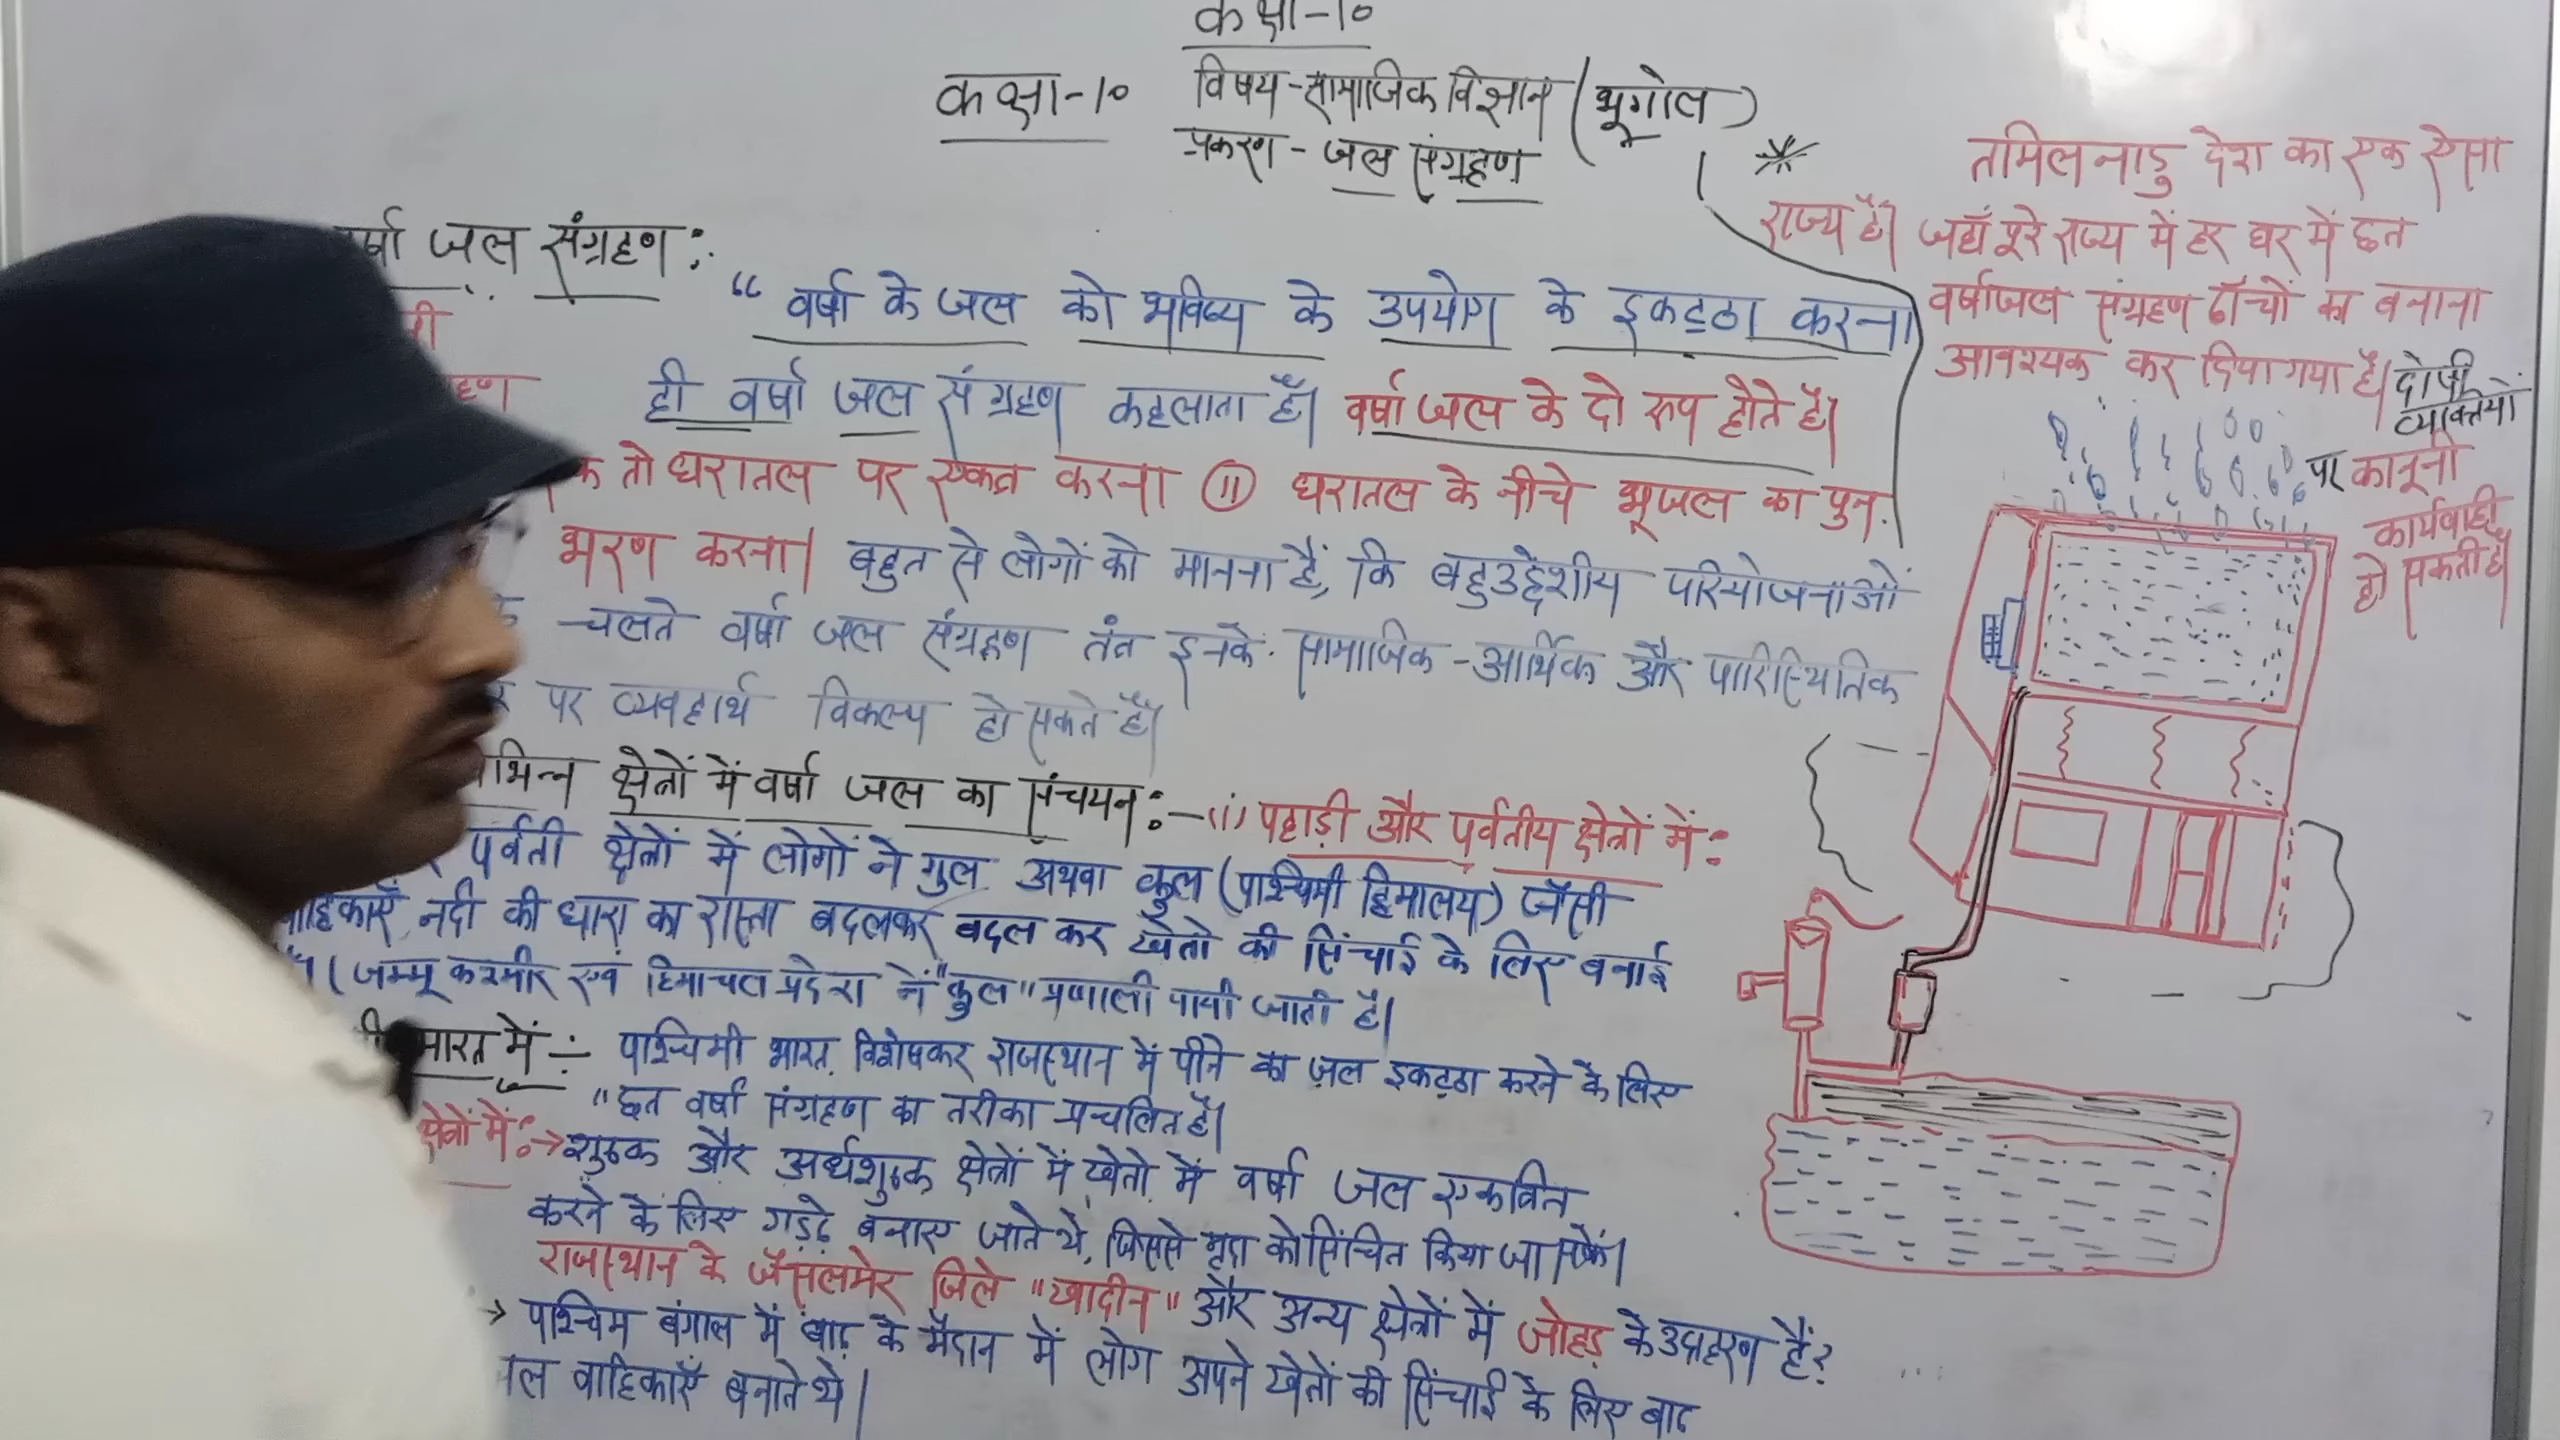 कक्षा-१०
कक्षा-१० विषय-सामाजिक विज्ञान (भूगोल)
प्रकरण - जल संग्रहण
र्षा जल संग्रहण :
"वर्षा के जल को भविष्य के उपयोग के इकट्ठा करना
ही वर्षा जल संग्रहण कहलाता है। वर्षा जल के दो रूप होते है।
क तो धरातल पर एकत्र करना (11) धरातल के नीचे भूजल का पुन.
भरण करना। बहुत से लोगों को मानना है, कि बहुउद्देशीय परियोजनाओं
के चलते वर्षा जल संग्रहण तंत्र इनके सामाजिक-आर्थिक और पारिस्थितिक
र पर व्यवहार्थ विकल्प हो सकते हैं।
भिन्न क्षेत्रों में वर्षा जल का संचयन :- (i) पहाड़ी और पर्वतीय क्षेत्रों में :
पर्वती क्षेत्रों में लोगों ने गुल अथवा कुल (पाश्चिमी हिमालय) जैसी
वाहिकाएँ नदी की धारा का रास्ता बदलकर बदल कर खेतो की सिंचाई के लिए बनाई
है। (जम्मू कश्मीर एवं हिमाचल प्रदेश में "कुल" प्रणाली पायी जाती है।
ी भारत में :- पाश्चिमी भारत विशेषकर राजस्थान में पीने का जल इकट्ठा करने के लिए
"छत वर्षा संग्रहण का तरीका प्रचलित है।
क्षेत्रों में :→ शुष्क और अर्धशुष्क क्षेत्रों में खेतो में वर्षा जल एकत्रित
करने के लिए गड्ढे बनाए जाते थे, जिससे मृदा को सिंचित किया जा सके।
राजस्थान के जैसलमेर जिले "खादीन" और अन्य क्षेत्रों में जोहड़ के उदाहरण हैं?
→ पाश्चिम बंगाल में बाढ़ के मैदान में लोग अपने खेतों की सिंचाई के लिए बाढ
जल वाहिकाएँ बनाते थे।
तमिलनाडु देश का एक ऐसा
राज्य है। जहाँ पूरे राज्य में हर घर में छत
वर्षाजल संग्रहण ढाँचों का बनाना
आवश्यक कर दिया गया है। दोषी
व्यक्तियों
पर कानूनी
कार्यवाही
हो सकती है।